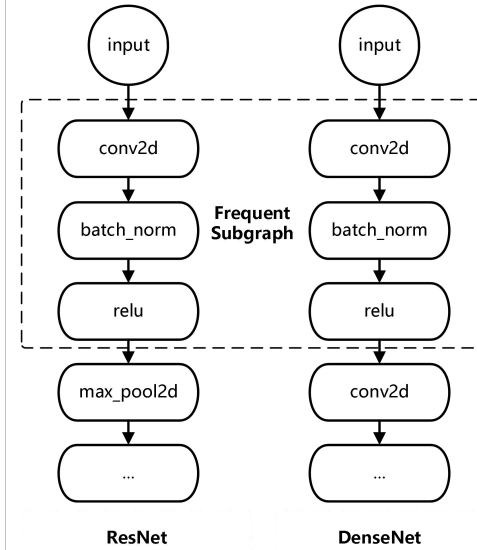 input
conv2d
batch_norm
relu
max_pool2d
...
ResNet
Frequent
Subgraph
input
conv2d
batch_norm
relu
conv2d
...
DenseNet